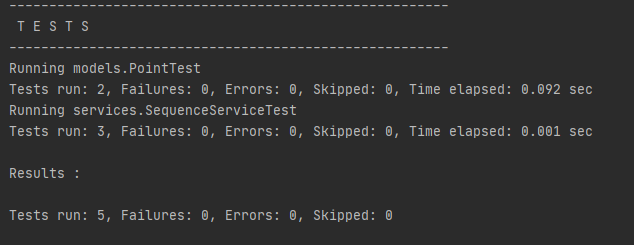 -------------------------------------------------------
 T E S T S
-------------------------------------------------------
Running models.PointTest
Tests run: 2, Failures: 0, Errors: 0, Skipped: 0, Time elapsed: 0.092 sec
Running services.SequenceServiceTest
Tests run: 3, Failures: 0, Errors: 0, Skipped: 0, Time elapsed: 0.001 sec

Results :

Tests run: 5, Failures: 0, Errors: 0, Skipped: 0